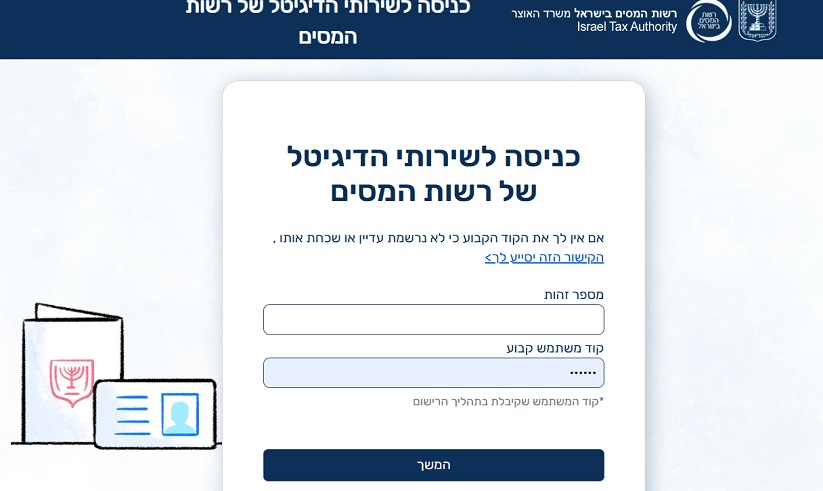 כניסה לשירותי הדיגיטל של רשות
המסים
רשות המסים בישראל משרד האוצר
Israel Tax Authority
רשות
המסים
בישראל
כניסה לשירותי הדיגיטל
של רשות המסים
אם אין לך את הקוד הקבוע כי לא נרשמת עדיין או שכחת אותו ,
הקישור הזה יסייע לך>
מספר זהות
קוד משתמש קבוע
••••••
*קוד המשתמש שקיבלת בתהליך הרישום
המשך